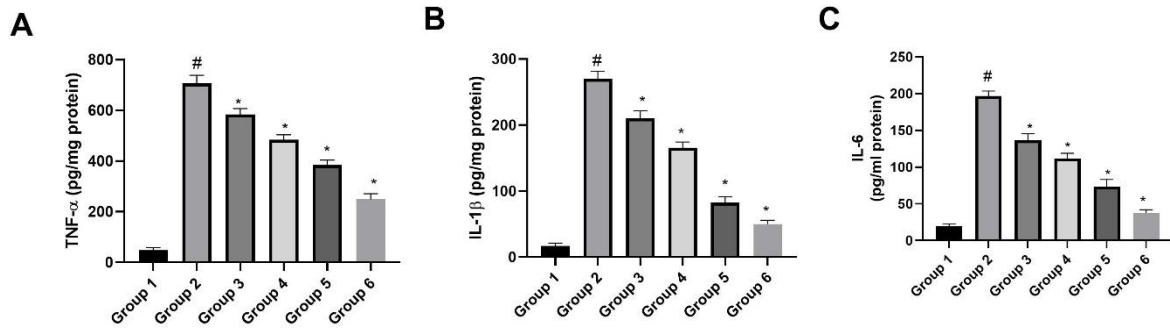 A
TNF-α (pg/mg protein)
800
600
400
200
0
#
*
*
*
*
Group 1
Group 2
Group 3
Group 4
Group 5
Group 6
B
IL-1β (pg/mg protein)
300
200
100
0
#
*
*
*
*
Group 1
Group 2
Group 3
Group 4
Group 5
Group 6
C
IL-6
(pg/ml protein)
250
200
150
100
50
0
#
*
*
*
*
Group 1
Group 2
Group 3
Group 4
Group 5
Group 6